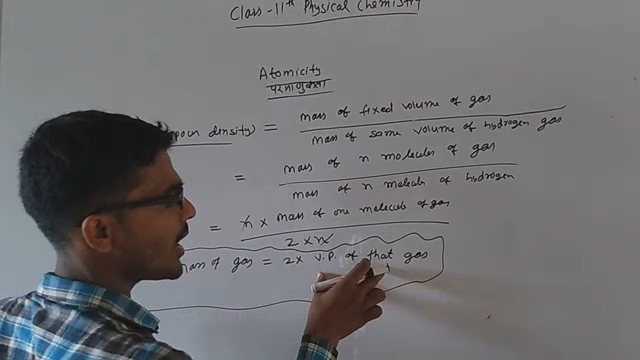 Class-11th Physical Chemistry
Atomicity
परमाणुकता
density) = mass of fixed volume of gas
mass of same volume of hydrogen gas
= mass of n molecules of gas
mass of n molecule of hydrogen
= n × mass of one molecule of gas
2 × n
mass of gas = 2 × V.P. of that gas